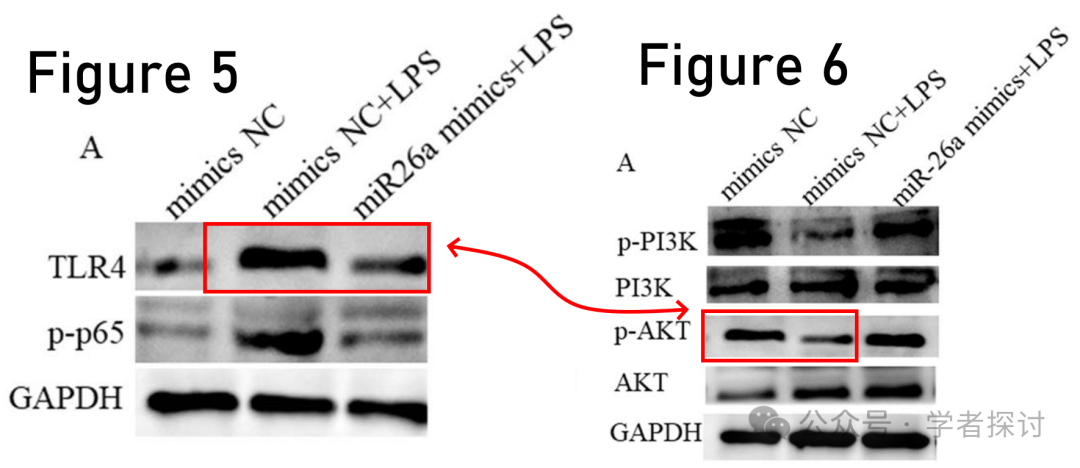 Figure 5
A
mimics NC
mimics NC+LPS
miR26a mimics+LPS
TLR4
p-p65
GAPDH
Figure 6
A
mimics NC
mimics NC+LPS
miR-26a mimics+LPS
p-PI3K
PI3K
p-AKT
AKT
GAPDH
公众号 · 学者探讨